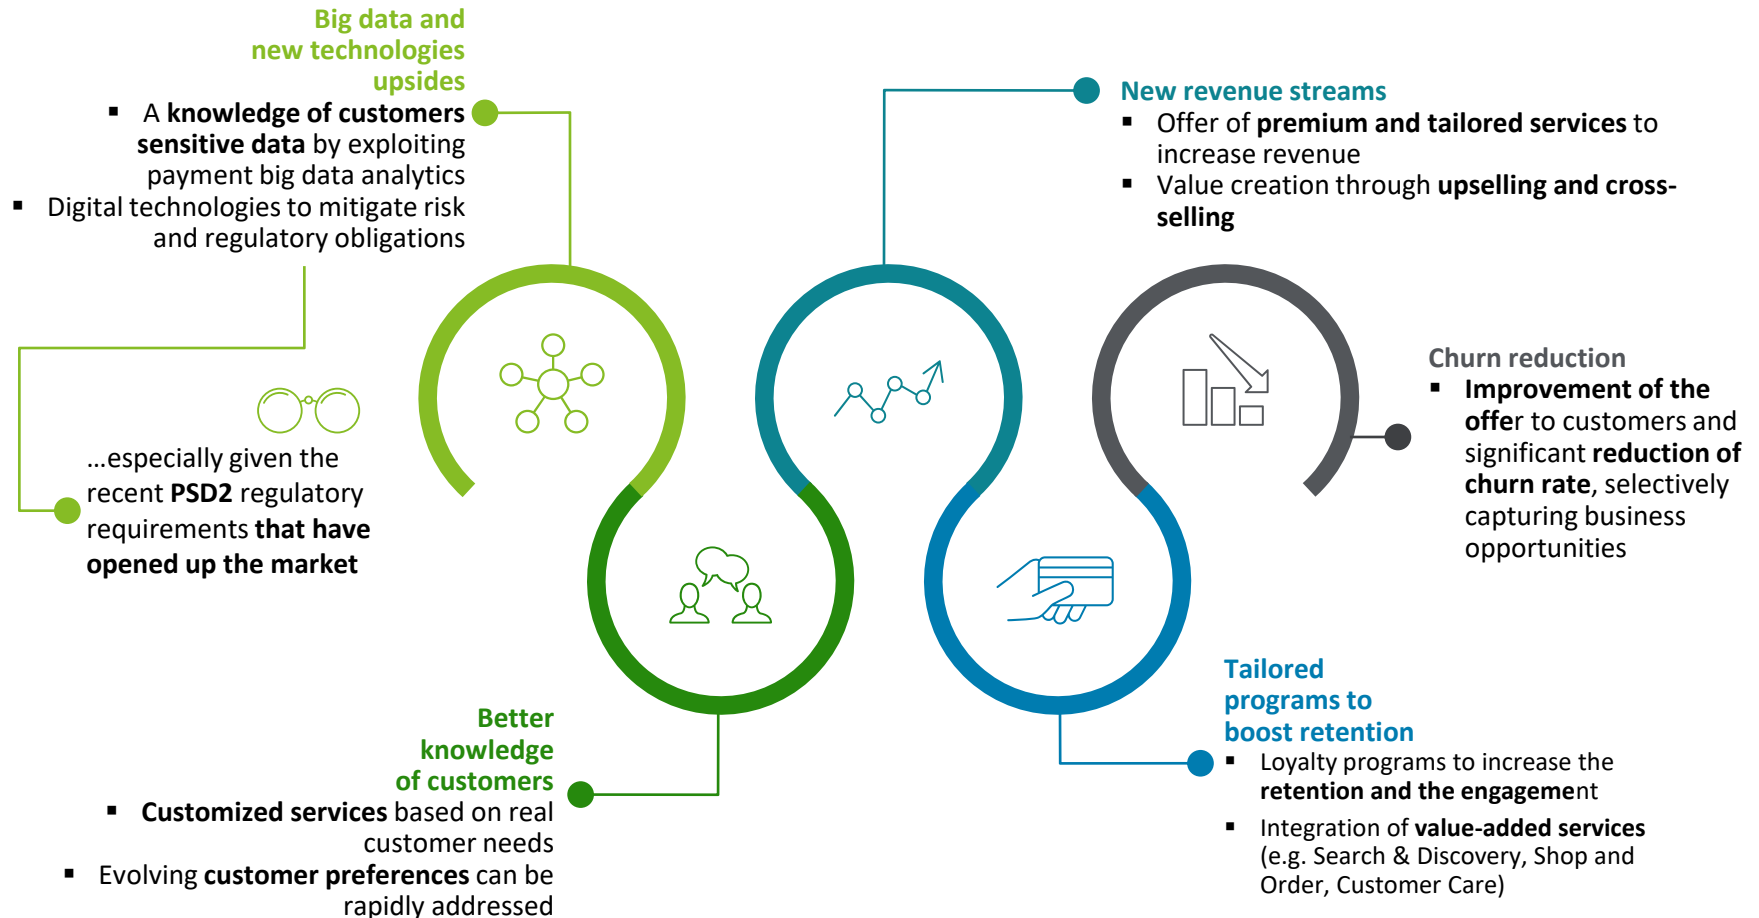 Big data and
new technologies
upsides
▪ A knowledge of customers
sensitive data by exploiting
payment big data analytics
▪ Digital technologies to mitigate risk
and regulatory obligations
…especially given the
recent PSD2 regulatory
requirements that have
opened up the market
Better
knowledge
of customers
▪ Customized services based on real
customer needs
▪ Evolving customer preferences can be
rapidly addressed
New revenue streams
▪ Offer of premium and tailored services to
increase revenue
▪ Value creation through upselling and cross-
selling
Tailored
programs to
boost retention
▪ Loyalty programs to increase the
retention and the engagement
▪ Integration of value-added services
(e.g. Search & Discovery, Shop and
Order, Customer Care)
Churn reduction
▪ Improvement of the
offer to customers and
significant reduction of
churn rate, selectively
capturing business
opportunities